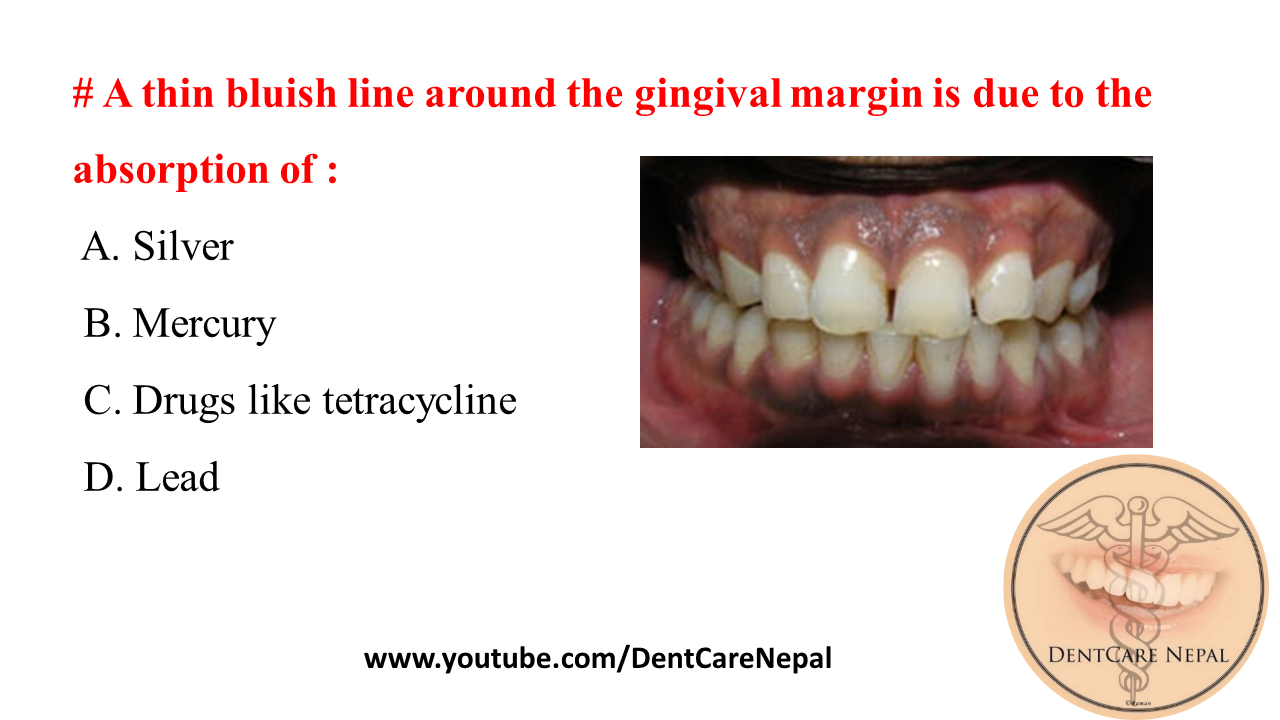 # A thin bluish line around the gingival margin is due to the
absorption of :
A. Silver
B. Mercury
C. Drugs like tetracycline
D. Lead
DENTCARE NEPAL
www.youtube.com/DentCareNepal